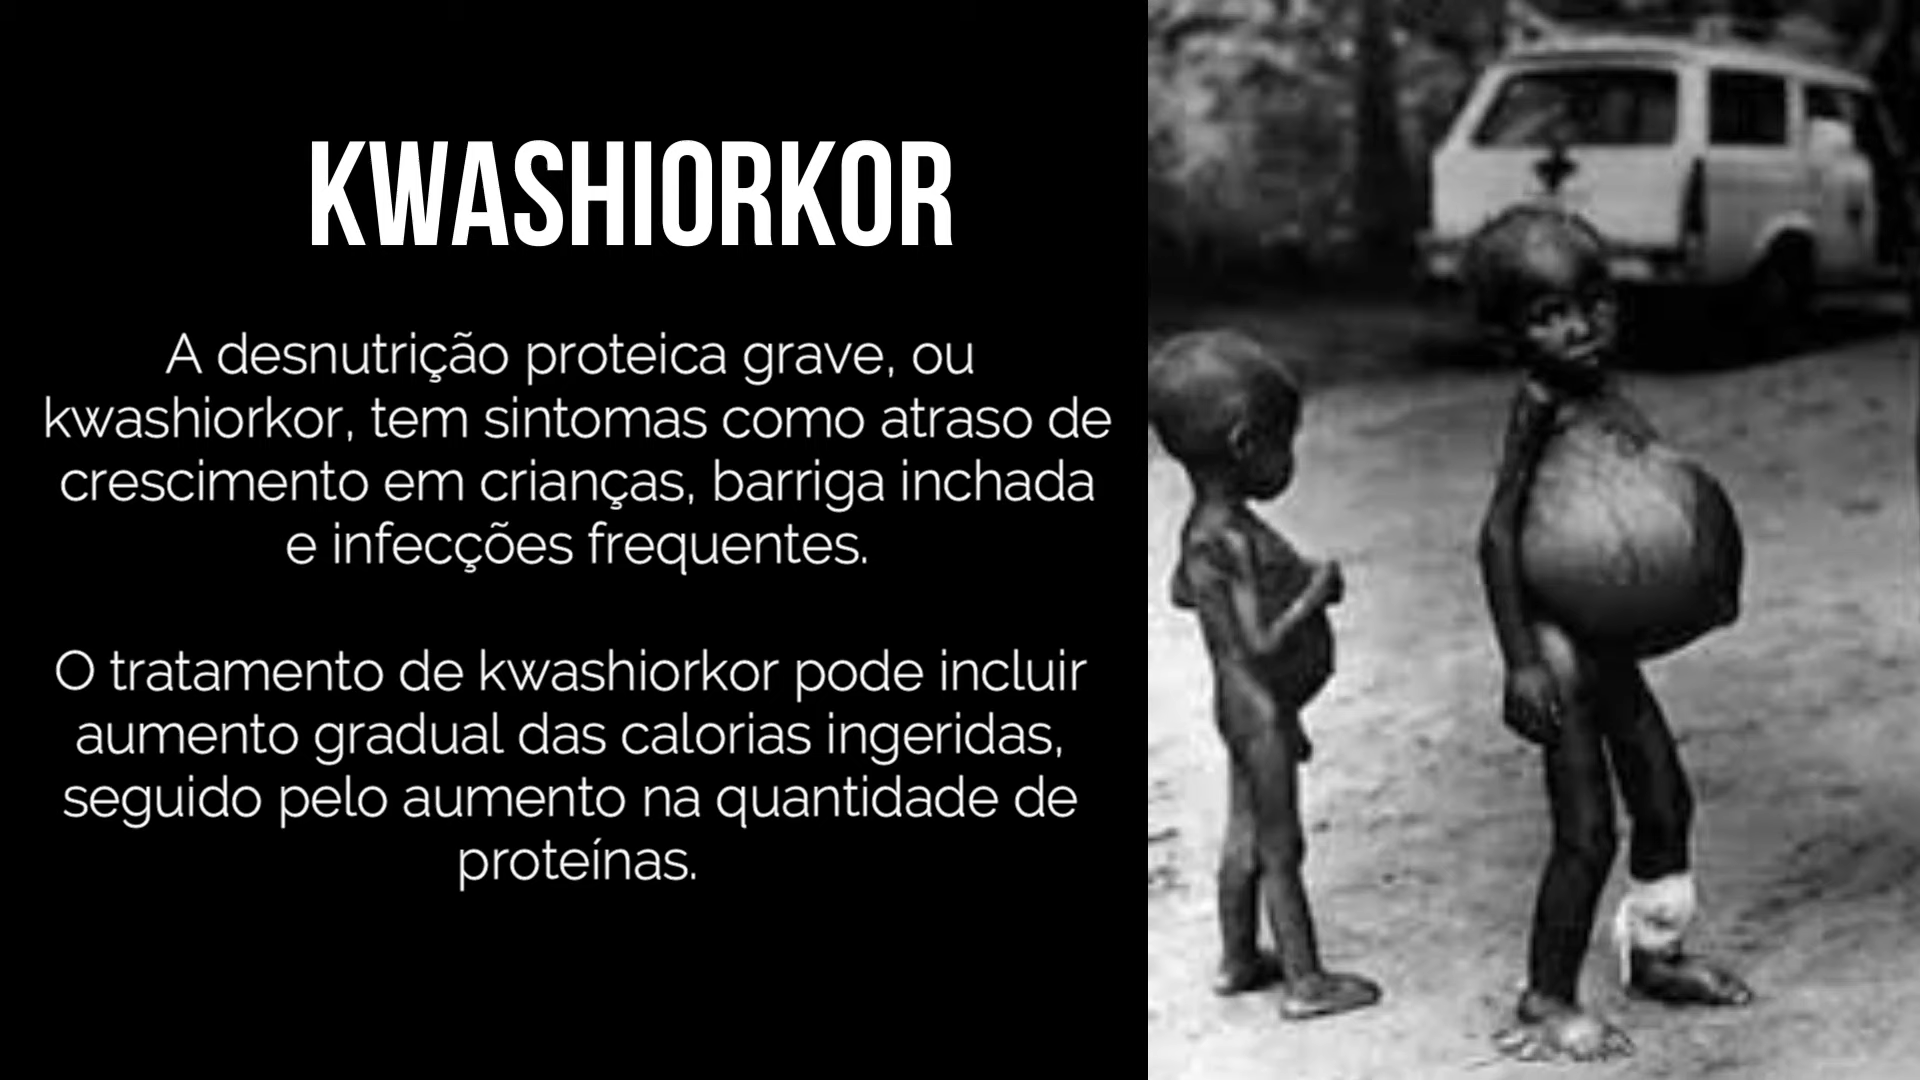 KWASHIORKOR
A desnutrição proteica grave, ou
kwashiorkor, tem sintomas como atraso de
crescimento em crianças, barriga inchada
e infecções frequentes.
O tratamento de kwashiorkor pode incluir
aumento gradual das calorias ingeridas,
seguido pelo aumento na quantidade de
proteínas.